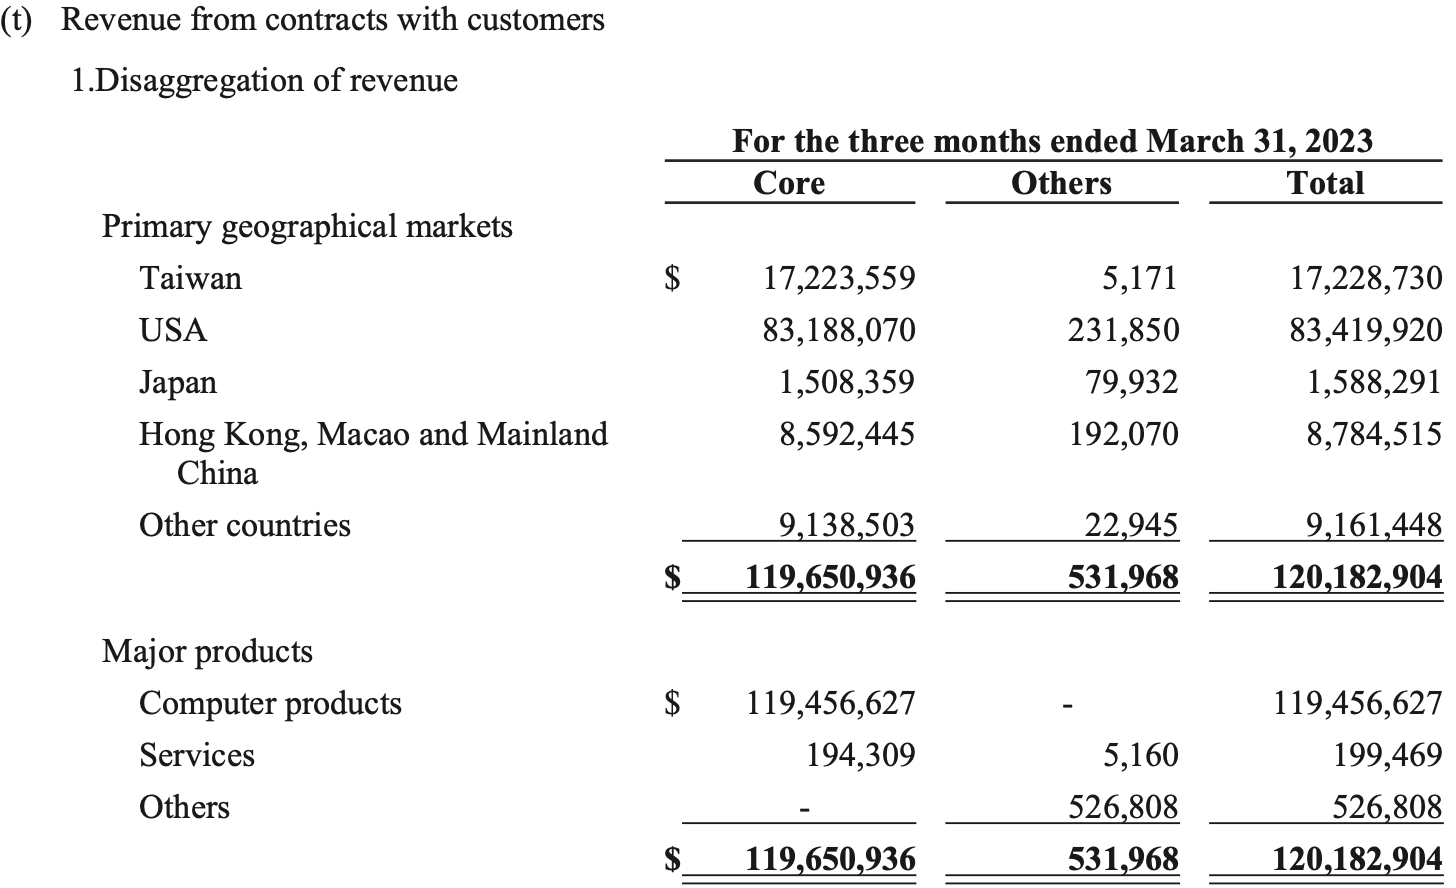 (t) Revenue from contracts with customers
1.Disaggregation of revenue
For the three months ended March 31, 2023
Core Others Total
Primary geographical markets
Taiwan $ 17,223,559 5,171 17,228,730
USA 83,188,070 231,850 83,419,920
Japan 1,508,359 79,932 1,588,291
Hong Kong, Macao and Mainland 8,592,445 192,070 8,784,515
China
Other countries 9,138,503 22,945 9,161,448
$ 119,650,936 531,968 120,182,904
Major products
Computer products $ 119,456,627 - 119,456,627
Services 194,309 5,160 199,469
Others - 526,808 526,808
$ 119,650,936 531,968 120,182,904